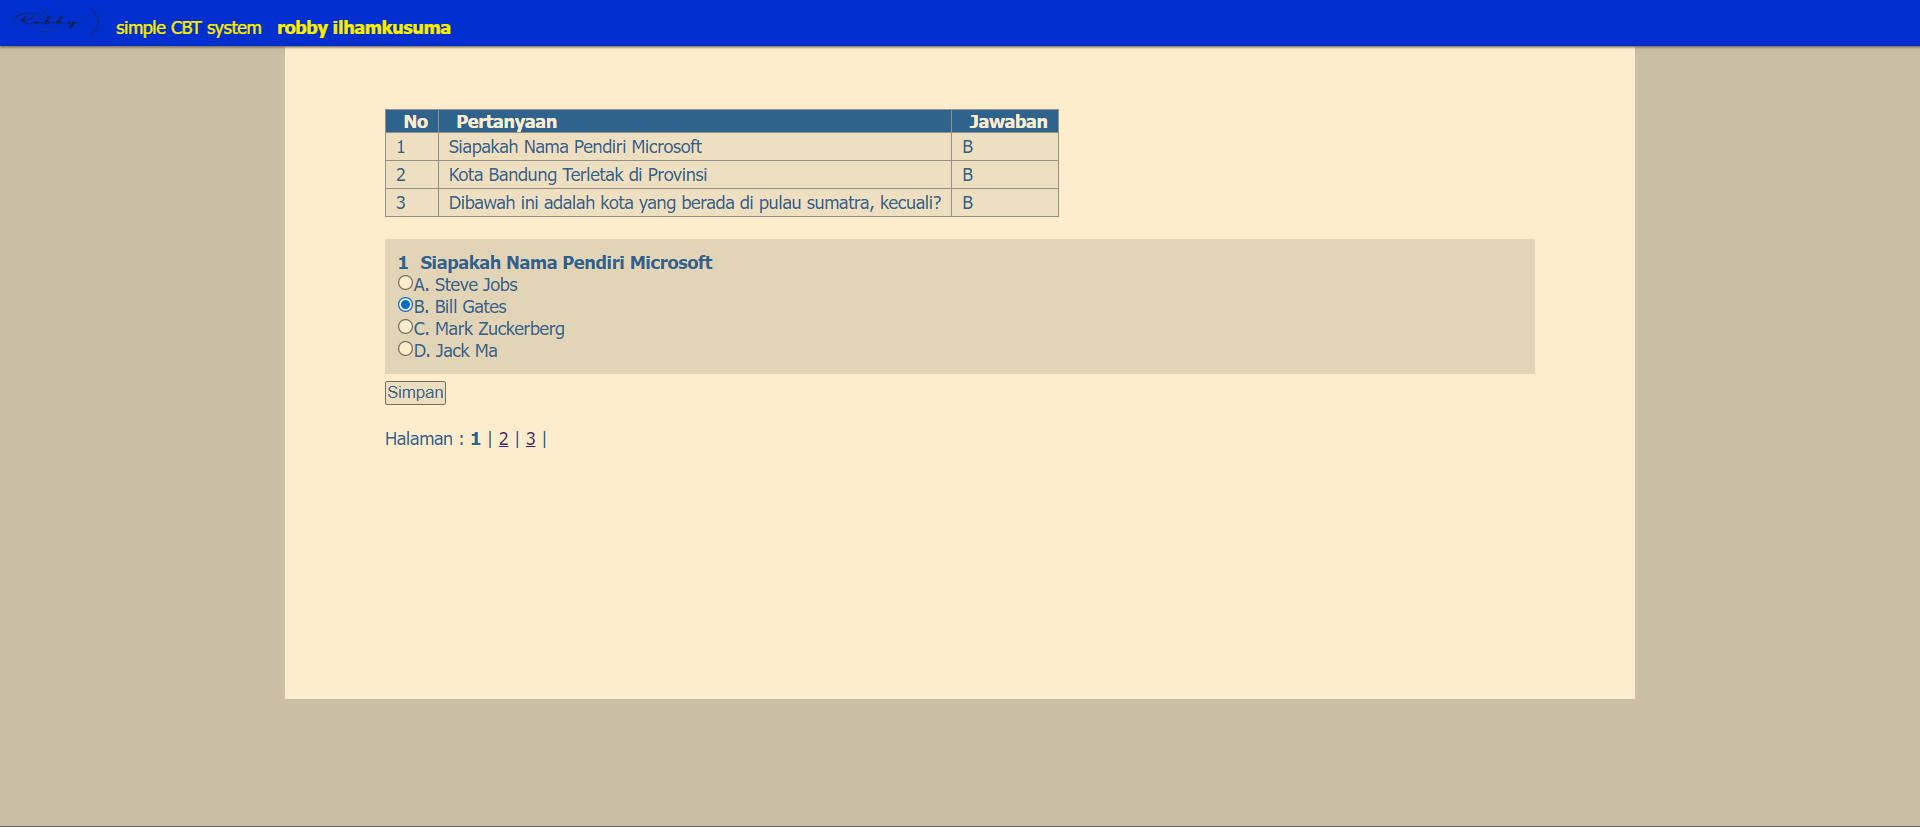 Robby simple CBT system robby ilhamkusuma
No Pertanyaan Jawaban
1 Siapakah Nama Pendiri Microsoft B
2 Kota Bandung Terletak di Provinsi B
3 Dibawah ini adalah kota yang berada di pulau sumatra, kecuali? B
1 Siapakah Nama Pendiri Microsoft
A. Steve Jobs
B. Bill Gates
C. Mark Zuckerberg
D. Jack Ma
Simpan
Halaman : 1 | 2 | 3 |